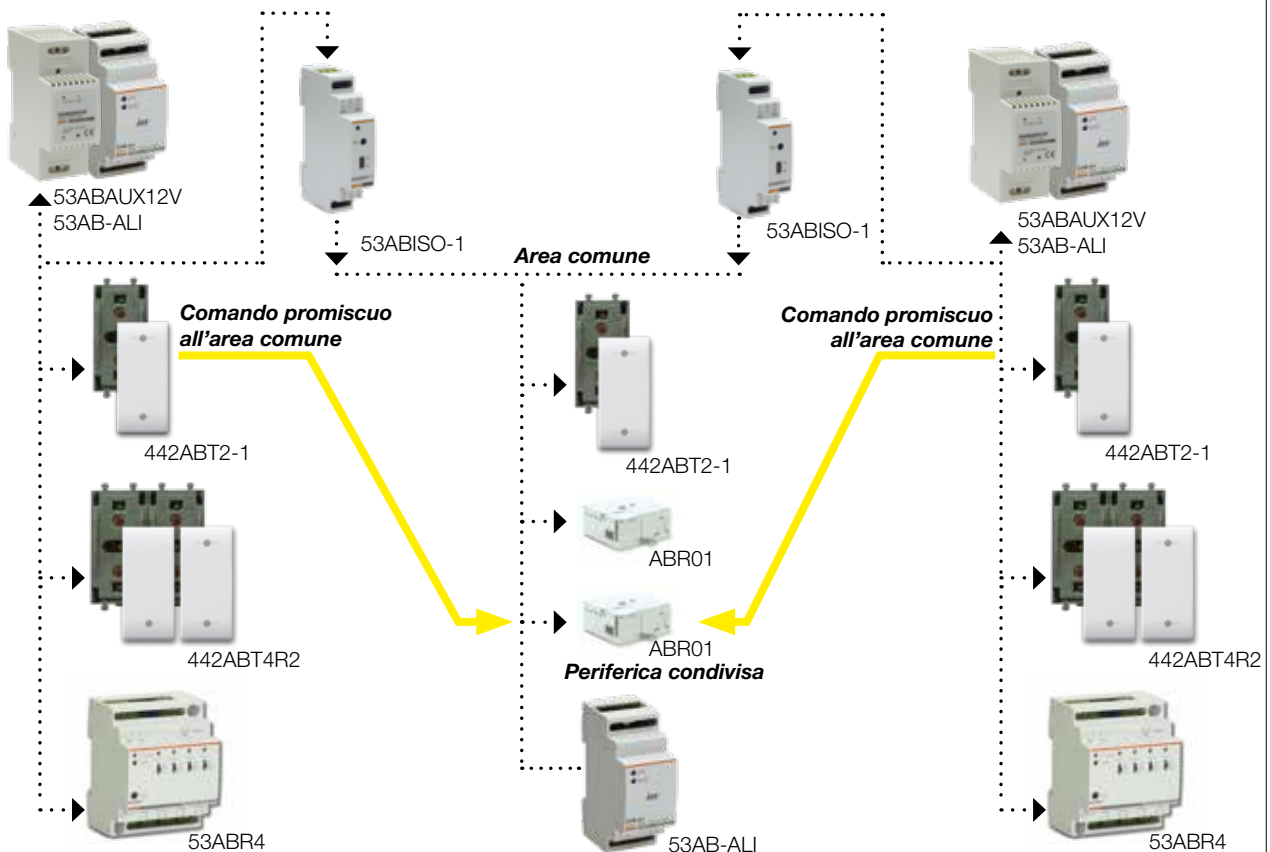 53ABAUX12V
53AB-ALI
53ABISO-1
53ABISO-1
53ABAUX12V
53AB-ALI
Area comune
Comando promiscuo
all'area comune
Comando promiscuo
all'area comune
442ABT2-1
442ABT2-1
442ABT2-1
ABR01
442ABT4R2
ABR01
442ABT4R2
Periferica condivisa
53ABR4
53AB-ALI
53ABR4